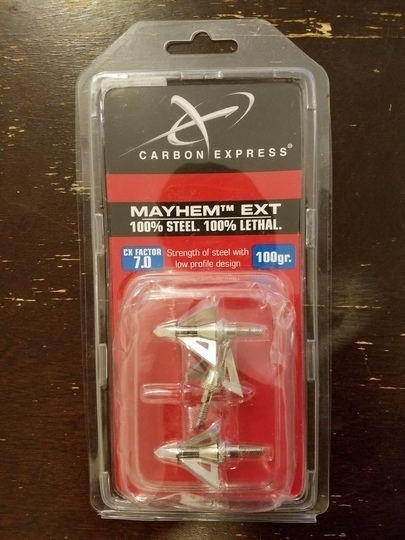 CARBON EXPRESS®
MAYHEM™ EXT
100% STEEL. 100% LETHAL.
CX FACTOR
7.0
Strength of steel with
low profile design
100gr.